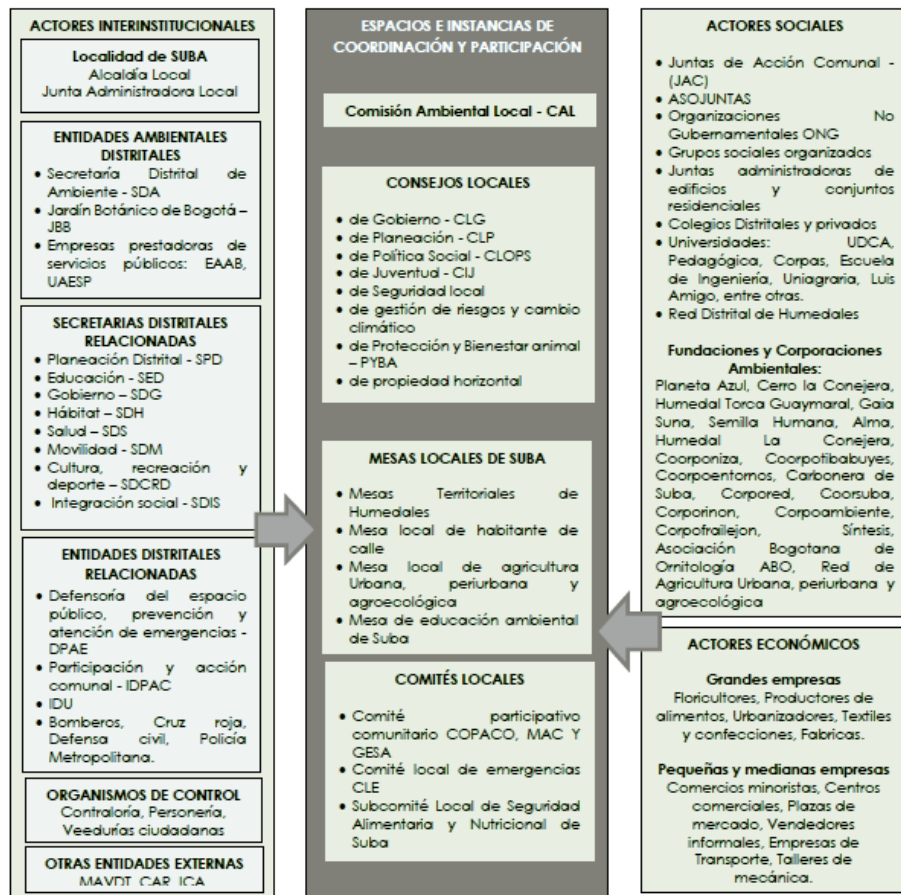 ACTORES INTERINSTITUCIONALES
Localidad de SUBA
Alcaldía Local
Junta Administradora Local
ENTIDADES AMBIENTALES
DISTRITALES
• Secretaría Distrital de
Ambiente - SDA
• Jardín Botánico de Bogotá –
JBB
• Empresas prestadoras de
servicios públicos: EAAB,
UAESP
SECRETARIAS DISTRITALES
RELACIONADAS
• Planeación Distrital - SPD
• Educación - SED
• Gobierno – SDG
• Hábitat – SDH
• Salud – SDS
• Movilidad - SDM
• Cultura, recreación y
deporte – SDCRD
• Integración social - SDIS
ENTIDADES DISTRITALES
RELACIONADAS
• Defensoría del espacio
público, prevención y
atención de emergencias -
DPAE
• Participación y acción
comunal - IDPAC
• IDU
• Bomberos, Cruz roja,
Defensa civil, Policía
Metropolitana.
ORGANISMOS DE CONTROL
Contraloría, Personería,
Veedurías ciudadanas
OTRAS ENTIDADES EXTERNAS
MAVDT, CAR, ICA
ESPACIOS E INSTANCIAS DE
COORDINACIÓN Y PARTICIPACIÓN
Comisión Ambiental Local - CAL
CONSEJOS LOCALES
• de Gobierno - CLG
• de Planeación - CLP
• de Política Social - CLOPS
• de Juventud - CIJ
• de Seguridad local
• de gestión de riesgos y cambio
climático
• de Protección y Bienestar animal
– PYBA
• de propiedad horizontal
MESAS LOCALES DE SUBA
• Mesas Territoriales de
Humedales
• Mesa local de habitante de
calle
• Mesa local de agricultura
Urbana, periurbana y
agroecológica
• Mesa de educación ambiental
de Suba
COMITÉS LOCALES
• Comité participativo
comunitario COPACO, MAC Y
GESA
• Comité local de emergencias
CLE
• Subcomité Local de Seguridad
Alimentaria y Nutricional de
Suba
ACTORES SOCIALES
• Juntas de Acción Comunal -
(JAC)
• ASOJUNTAS
• Organizaciones No
Gubernamentales ONG
• Grupos sociales organizados
• Juntas administradoras de
edificios y conjuntos
residenciales
• Colegios Distritales y privados
• Universidades: UDCA,
Pedagógica, Corpas, Escuela
de Ingeniería, Uniagraria, Luis
Amigo, entre otras.
• Red Distrital de Humedales
Fundaciones y Corporaciones
Ambientales:
Planeta Azul, Cerro la Conejera,
Humedal Torca Guaymaral, Gaia
Suna, Semilla Humana, Alma,
Humedal La Conejera,
Coorponiza, Coorpotibabuyes,
Coorpoentornos, Carbonera de
Suba, Corpored, Coorsuba,
Corporinon, Corpoambiente,
Corpofrailejon, Síntesis,
Asociación Bogotana de
Ornitología ABO, Red de
Agricultura Urbana, periurbana y
agroecológica
ACTORES ECONÓMICOS
Grandes empresas
Floricultores, Productores de
alimentos, Urbanizadores, Textiles
y confecciones, Fabricas.
Pequeñas y medianas empresas
Comercios minoristas, Centros
comerciales, Plazas de
mercado, Vendedores
informales, Empresas de
Transporte, Talleres de
mecánica.